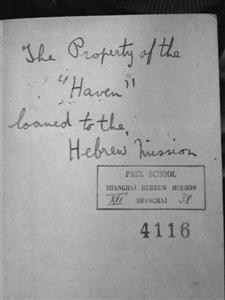 The Property of the
"Haven"
loaned to the,
Hebrew Mission
PAUL SCHOOL
SHANGHAI HEBREW MISSION
XII SHANGHAI 38
4116